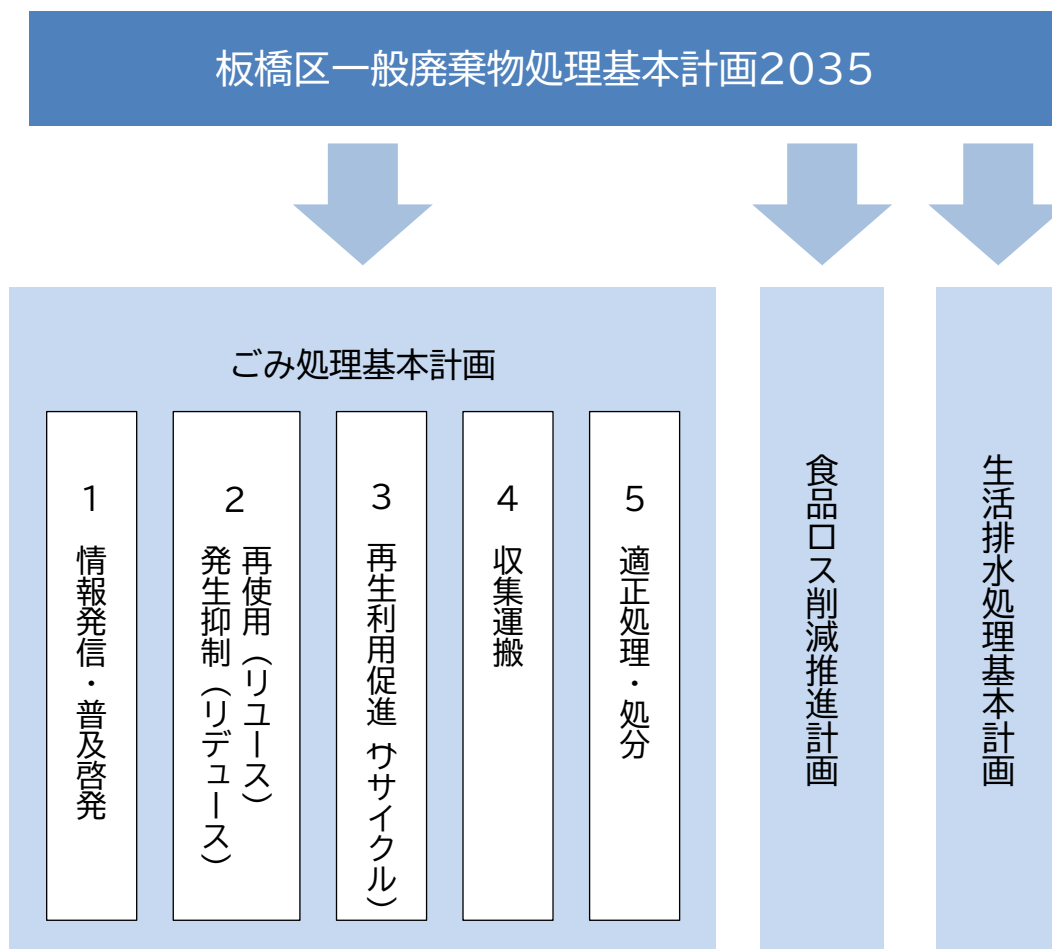 板橋区一般廃棄物処理基本計画2035
ごみ処理基本計画
1
情報発信・普及啓発
2
再使用（リユース）
発生抑制（リデュース）
3
再生利用促進（リサイクル）
4
収集運搬
5
適正処理・処分
食品ロス削減推進計画
生活排水処理基本計画